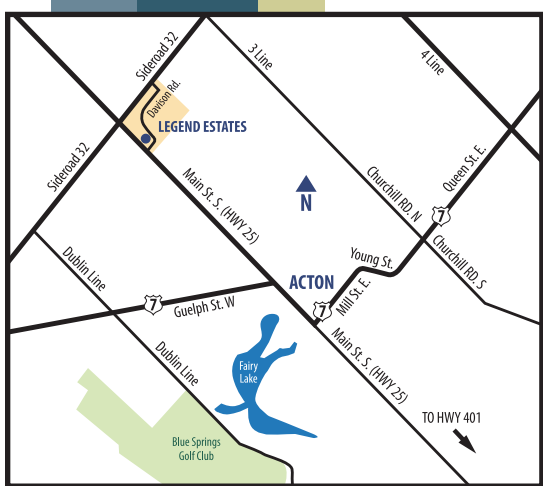 Sideroad 32
3 Line
4 Line
Davison Rd.
LEGEND ESTATES
Sideroad 32
Main St. S. (HWY 25)
N
Churchill RD. N
Queen St. E.
7
Churchill RD. S
Young St.
Dublin Line
ACTON
7
Guelph St. W
7
Mill St. E.
Main St. S. (HWY 25)
Dublin Line
Fairy
Lake
TO HWY 401
Blue Springs
Golf Club